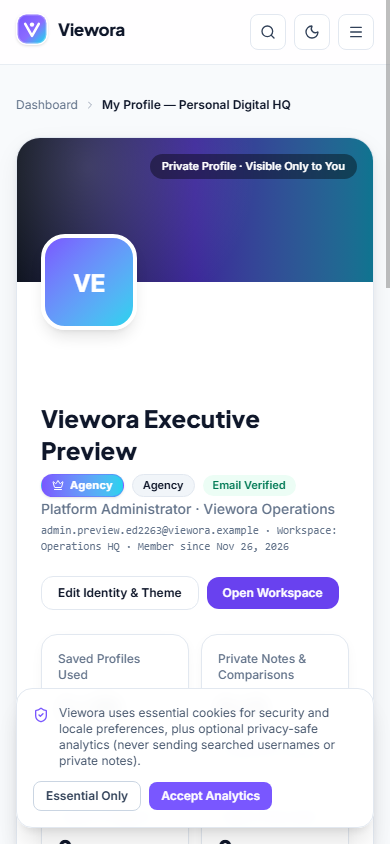 Viewora
Dashboard > My Profile — Personal Digital HQ
Private Profile · Visible Only to You
VE
Viewora Executive
Preview
Agency Agency Email Verified
Platform Administrator · Viewora Operations
admin.preview.ed2263@viewora.example · Workspace:
Operations HQ · Member since Nov 26, 2026
Edit Identity & Theme Open Workspace
Saved Profiles Private Notes &
Used Comparisons
Viewora uses essential cookies for security and
locale preferences, plus optional privacy-safe
analytics (never sending searched usernames or
private notes).
Essential Only Accept Analytics